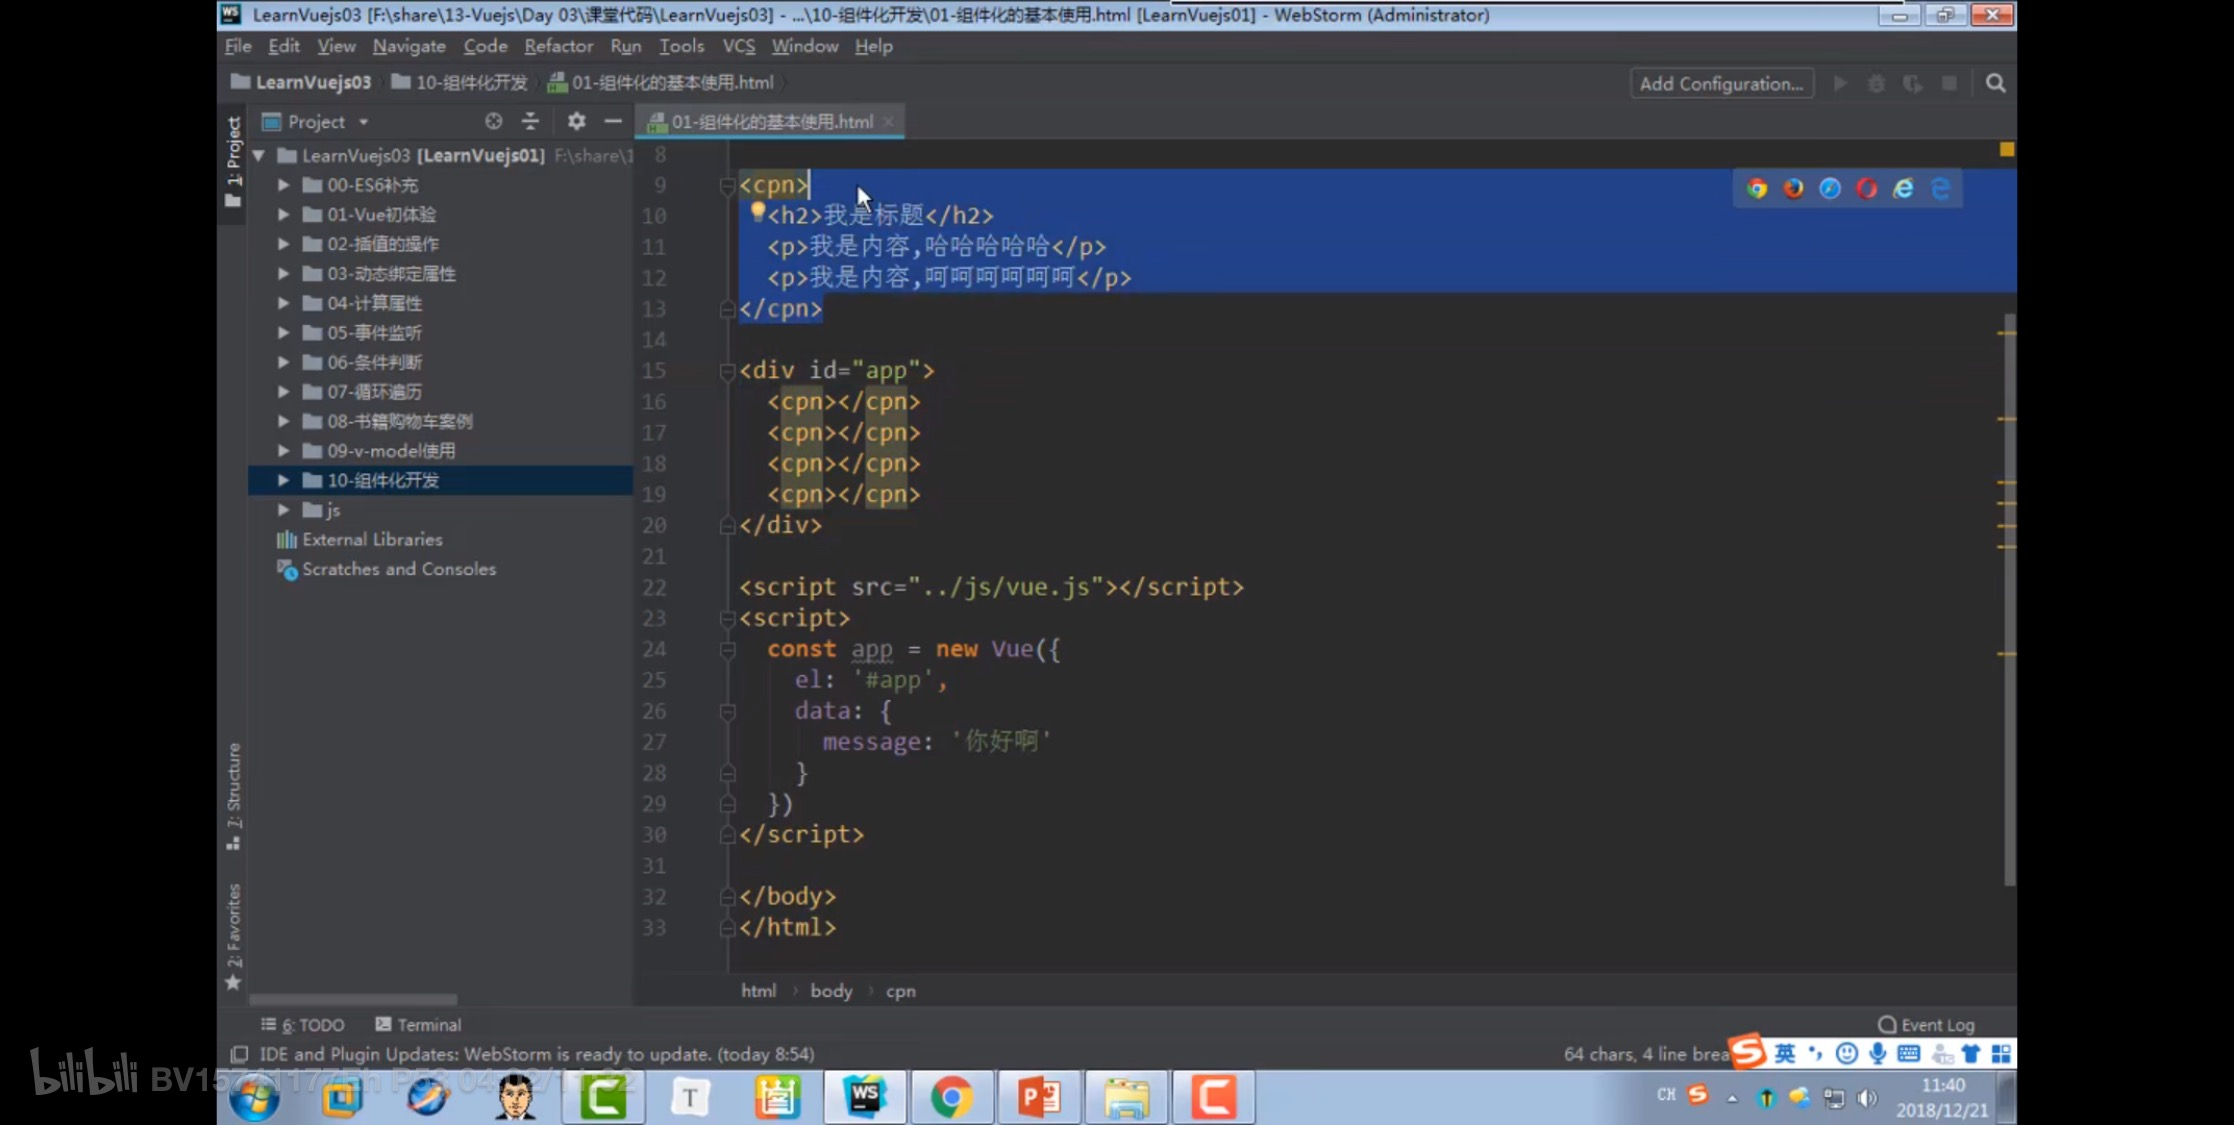 LearnVuejs03 [F:\share\13-Vuejs\Day 03\课堂代码\LearnVuejs03] - ...\10-组件化开发\01-组件化的基本使用.html [LearnVuejs01] - WebStorm (Administrator)
File Edit View Navigate Code Refactor Run Tools VCS Window Help
LearnVuejs03 10-组件化开发 01-组件化的基本使用.html Add Configuration...
1: Project
Project
01-组件化的基本使用.html
LearnVuejs03 [LearnVuejs01] F:\share\1
00-ES6补充
01-Vue初体验
02-插值的操作
03-动态绑定属性
04-计算属性
05-事件监听
06-条件判断
07-循环遍历
08-书籍购物车案例
09-v-model使用
10-组件化开发
js
External Libraries
Scratches and Consoles
7: Structure
2: Favorites
8
9 <cpn>
10 <h2>我是标题</h2>
11 <p>我是内容,哈哈哈哈哈</p>
12 <p>我是内容,呵呵呵呵呵呵</p>
13 </cpn>
14
15 <div id="app">
16 <cpn></cpn>
17 <cpn></cpn>
18 <cpn></cpn>
19 <cpn></cpn>
20 </div>
21
22 <script src="../js/vue.js"></script>
23 <script>
24 const app = new Vue({
25 el: '#app',
26 data: {
27 message: '你好啊'
28 }
29 })
30 </script>
31
32 </body>
33 </html>
html body cpn
6: TODO Terminal Event Log
IDE and Plugin Updates: WebStorm is ready to update. (today 8:54) 64 chars, 4 line brea
英
bilibili
WS
T
CH
11:40
2018/12/21